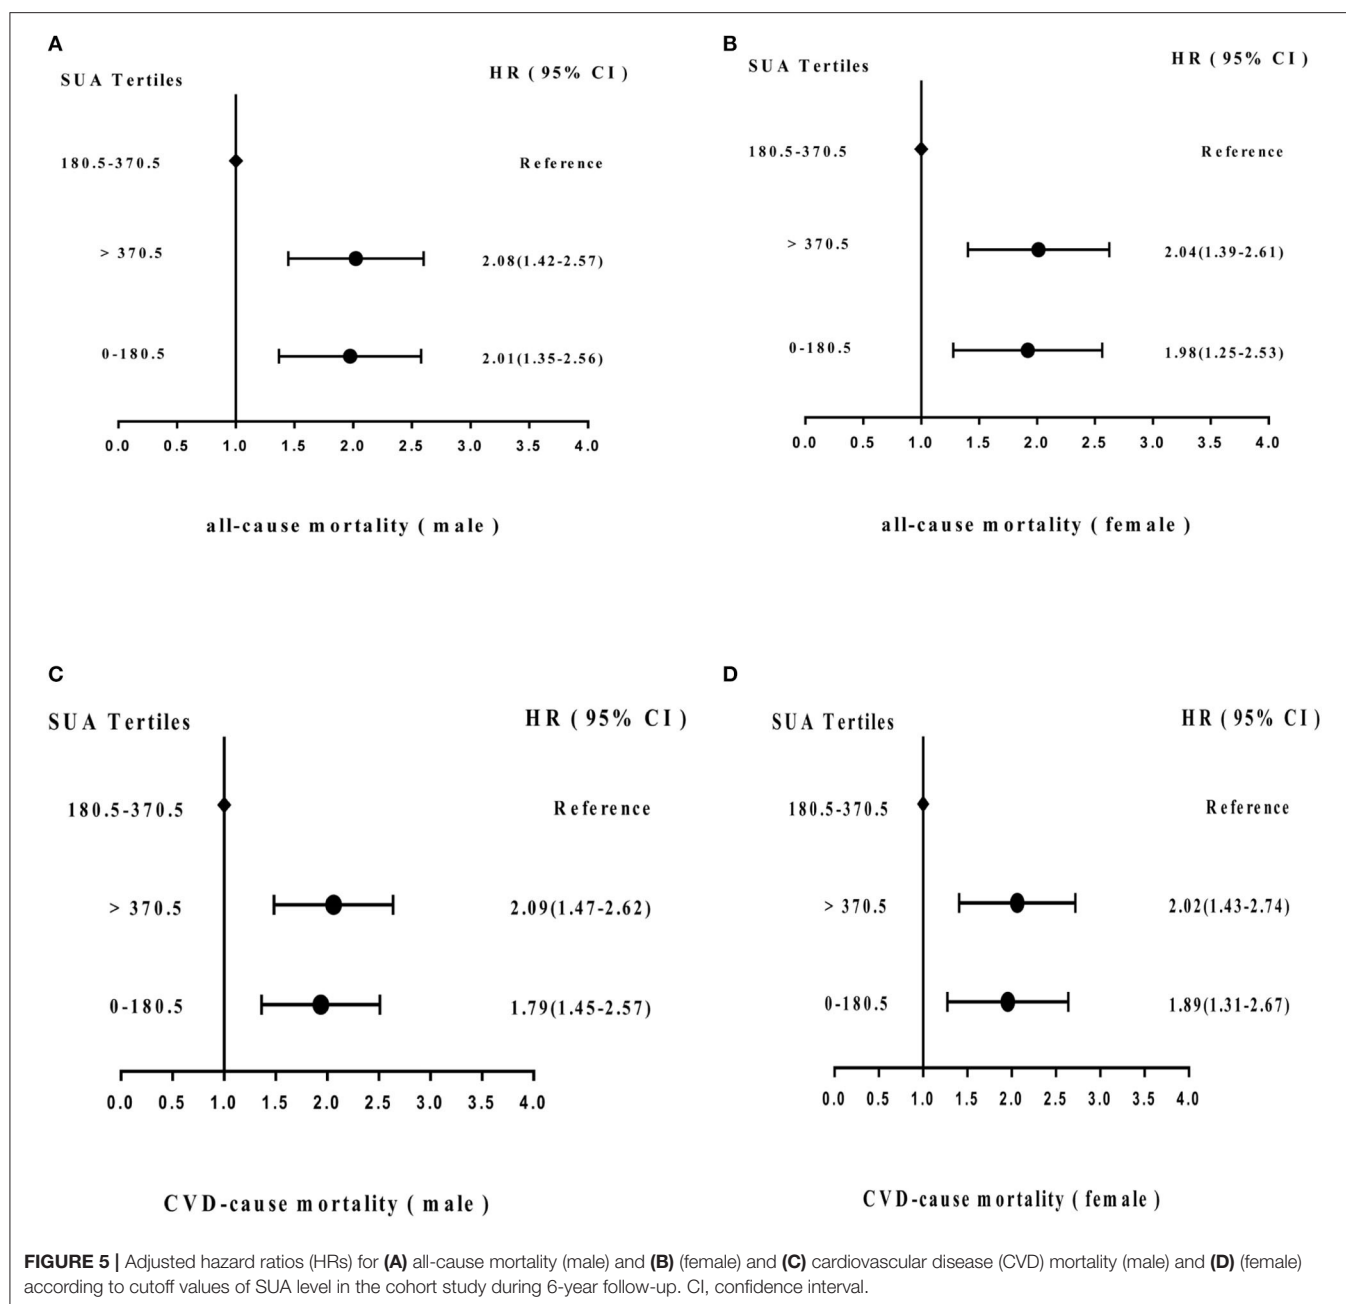 A
SUA Tertiles
HR ( 95% CI )
180.5-370.5
Reference
> 370.5
2.08(1.42-2.57)
0-180.5
2.01(1.35-2.56)
0.0 0.5 1.0 1.5 2.0 2.5 3.0 3.5 4.0
all-cause mortality ( male )
B
SUA Tertiles
HR ( 95% CI )
180.5-370.5
Reference
> 370.5
2.04(1.39-2.61)
0-180.5
1.98(1.25-2.53)
0.0 0.5 1.0 1.5 2.0 2.5 3.0 3.5 4.0
all-cause mortality ( female )
C
SUA Tertiles
HR ( 95% CI )
180.5-370.5
Reference
> 370.5
2.09(1.47-2.62)
0-180.5
1.79(1.45-2.57)
0.0 0.5 1.0 1.5 2.0 2.5 3.0 3.5 4.0
CVD-cause mortality ( male )
D
SUA Tertiles
HR ( 95% CI )
180.5-370.5
Reference
> 370.5
2.02(1.43-2.74)
0-180.5
1.89(1.31-2.67)
0.0 0.5 1.0 1.5 2.0 2.5 3.0 3.5 4.0
CVD-cause mortality ( female )
FIGURE 5 | Adjusted hazard ratios (HRs) for (A) all-cause mortality (male) and (B) (female) and (C) cardiovascular disease (CVD) mortality (male) and (D) (female)
according to cutoff values of SUA level in the cohort study during 6-year follow-up. CI, confidence interval.